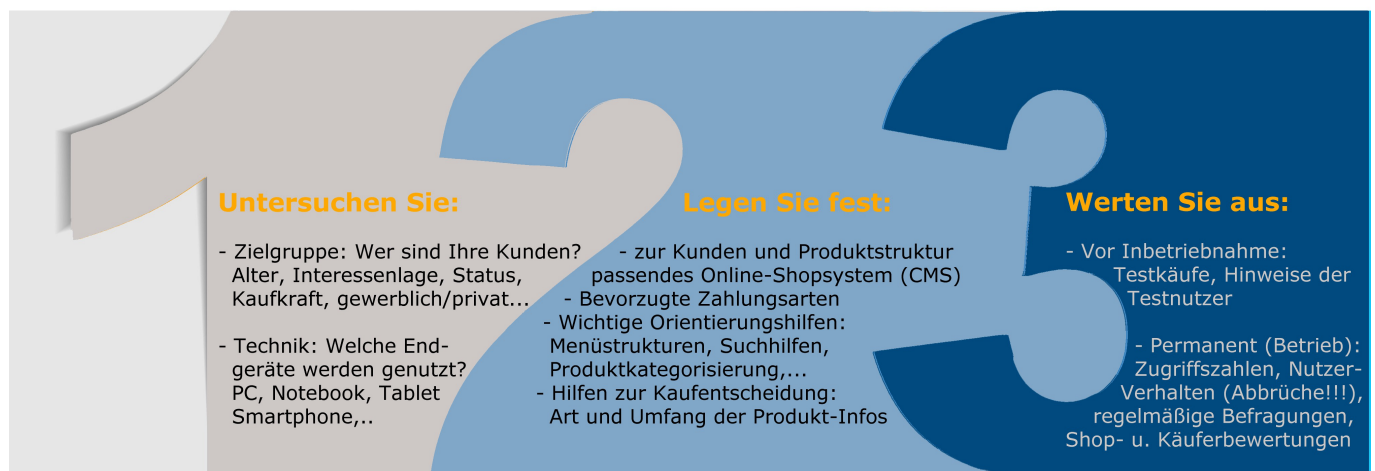 1
Untersuchen Sie:
- Zielgruppe: Wer sind Ihre Kunden?
Alter, Interessenlage, Status,
Kaufkraft, gewerblich/privat...
- Technik: Welche End-
geräte werden genutzt?
PC, Notebook, Tablet
Smartphone,..
2
Legen Sie fest:
- zur Kunden und Produktstruktur
passendes Online-Shopsystem (CMS)
- Bevorzugte Zahlungsarten
- Wichtige Orientierungshilfen:
Menüstrukturen, Suchhilfen,
Produktkategorisierung,...
- Hilfen zur Kaufentscheidung:
Art und Umfang der Produkt-Infos
3
Werten Sie aus:
- Vor Inbetriebnahme:
Testkäufe, Hinweise der
Testnutzer
- Permanent (Betrieb):
Zugriffszahlen, Nutzer-
Verhalten (Abbrüche!!!),
regelmäßige Befragungen,
Shop- u. Käuferbewertungen